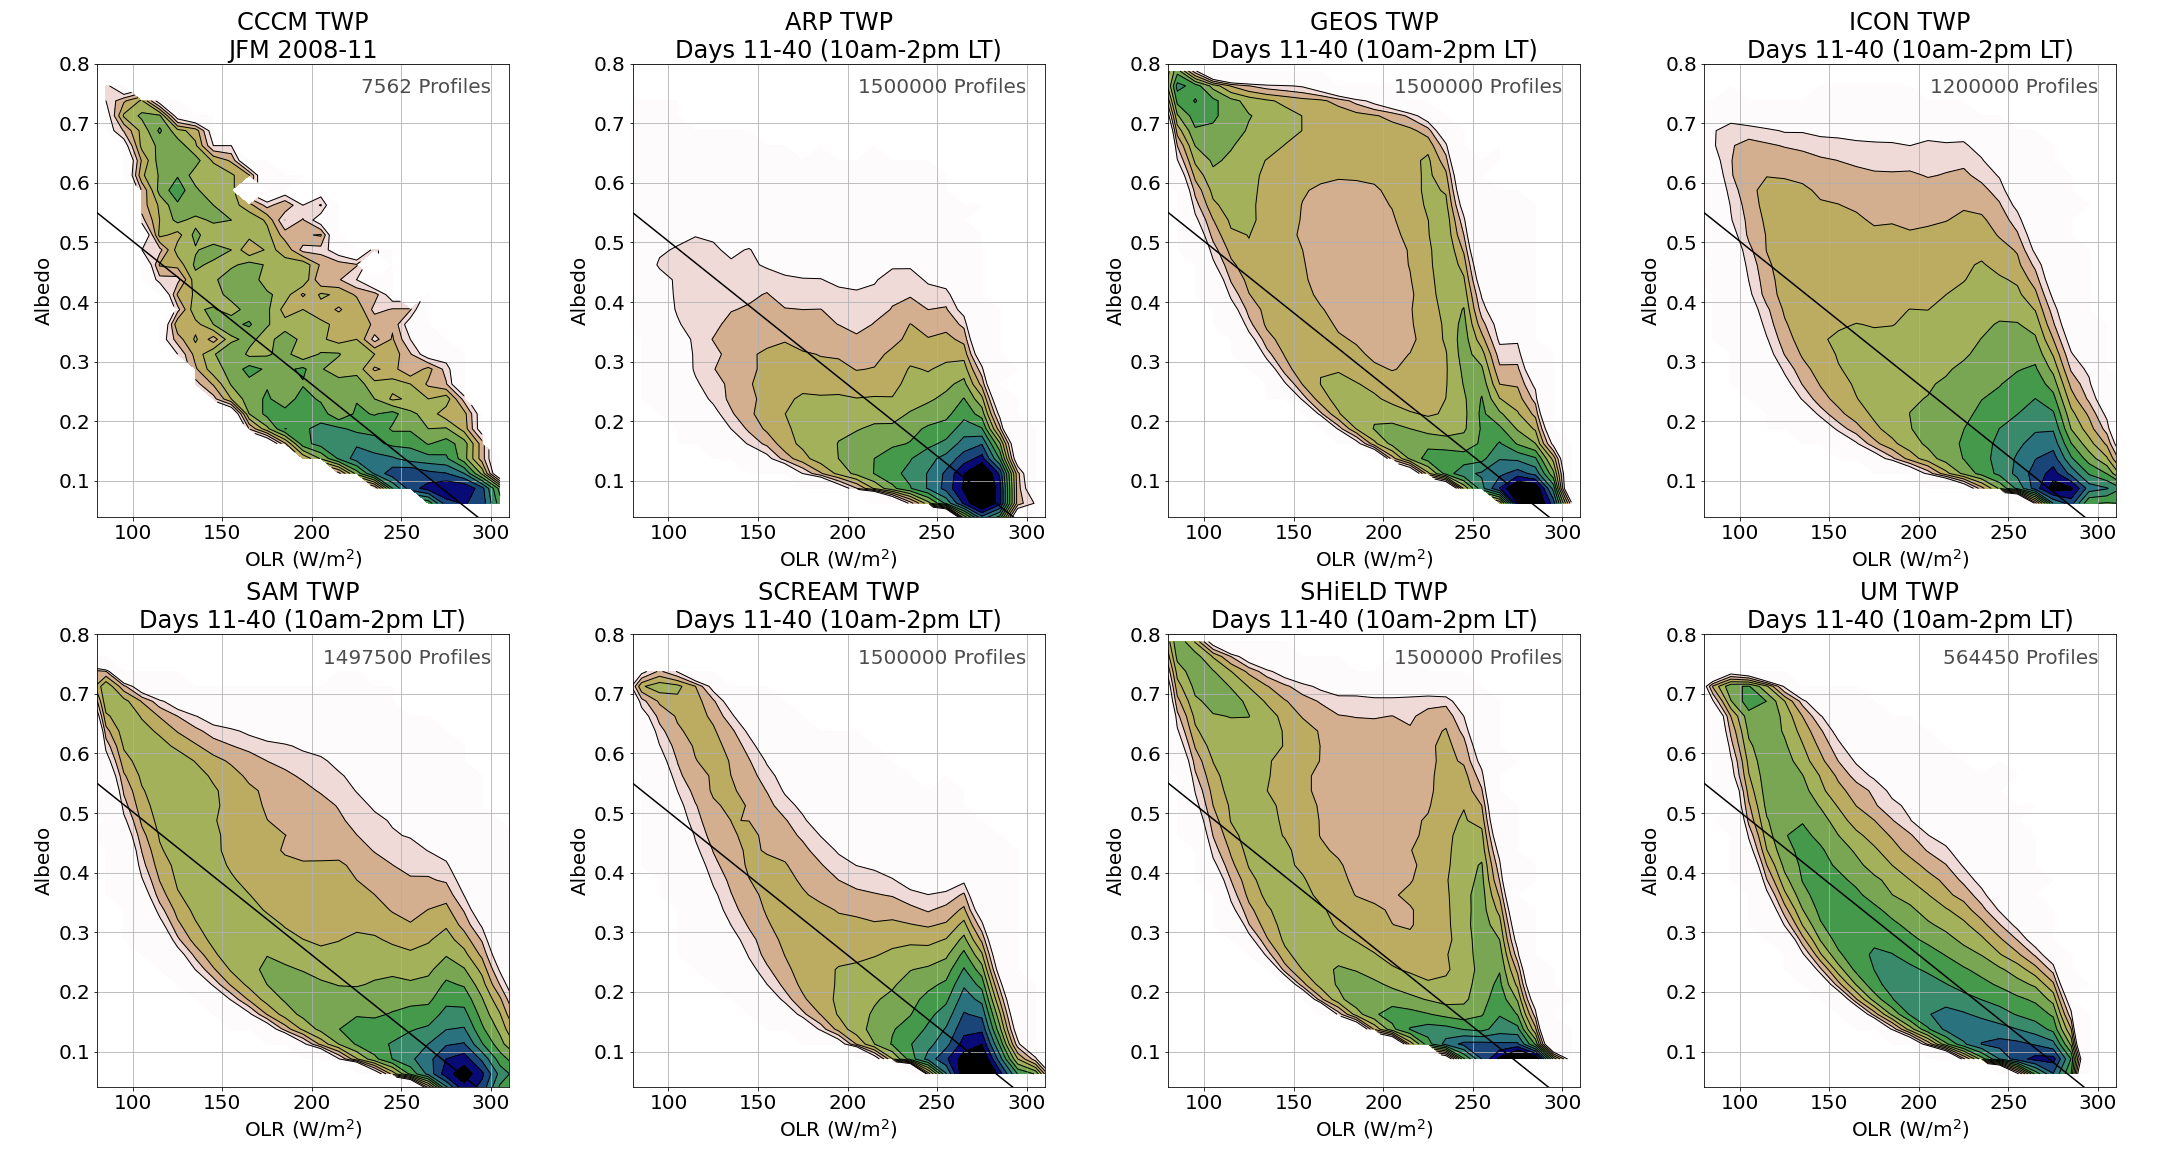 CCCM TWP
JFM 2008-11
7562 Profiles
0.8
0.7
0.6
0.5
0.4
0.3
0.2
0.1
Albedo
100 150 200 250 300
OLR (W/m²)
ARP TWP
Days 11-40 (10am-2pm LT)
1500000 Profiles
0.8
0.7
0.6
0.5
0.4
0.3
0.2
0.1
Albedo
100 150 200 250 300
OLR (W/m²)
GEOS TWP
Days 11-40 (10am-2pm LT)
1500000 Profiles
0.8
0.7
0.6
0.5
0.4
0.3
0.2
0.1
Albedo
100 150 200 250 300
OLR (W/m²)
ICON TWP
Days 11-40 (10am-2pm LT)
1200000 Profiles
0.8
0.7
0.6
0.5
0.4
0.3
0.2
0.1
Albedo
100 150 200 250 300
OLR (W/m²)
SAM TWP
Days 11-40 (10am-2pm LT)
1497500 Profiles
0.8
0.7
0.6
0.5
0.4
0.3
0.2
0.1
Albedo
100 150 200 250 300
OLR (W/m²)
SCREAM TWP
Days 11-40 (10am-2pm LT)
1500000 Profiles
0.8
0.7
0.6
0.5
0.4
0.3
0.2
0.1
Albedo
100 150 200 250 300
OLR (W/m²)
SHiELD TWP
Days 11-40 (10am-2pm LT)
1500000 Profiles
0.8
0.7
0.6
0.5
0.4
0.3
0.2
0.1
Albedo
100 150 200 250 300
OLR (W/m²)
UM TWP
Days 11-40 (10am-2pm LT)
564450 Profiles
0.8
0.7
0.6
0.5
0.4
0.3
0.2
0.1
Albedo
100 150 200 250 300
OLR (W/m²)